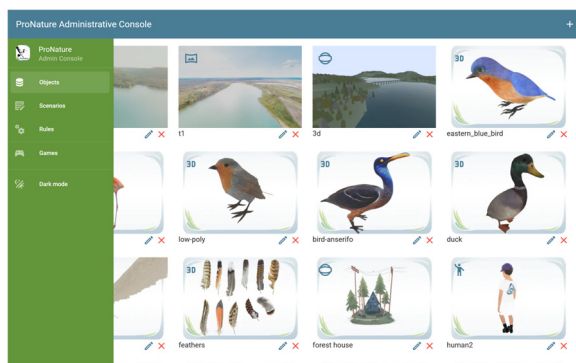 ProNature Administrative Console
+
ProNature
Admin Console
Objects
Scenarios
Rules
Games
Dark mode
t1
3d
3D
eastern_blue_bird
3D
low-poly
3D
bird-anserifo
3D
duck
3D
feathers
forest house
human2